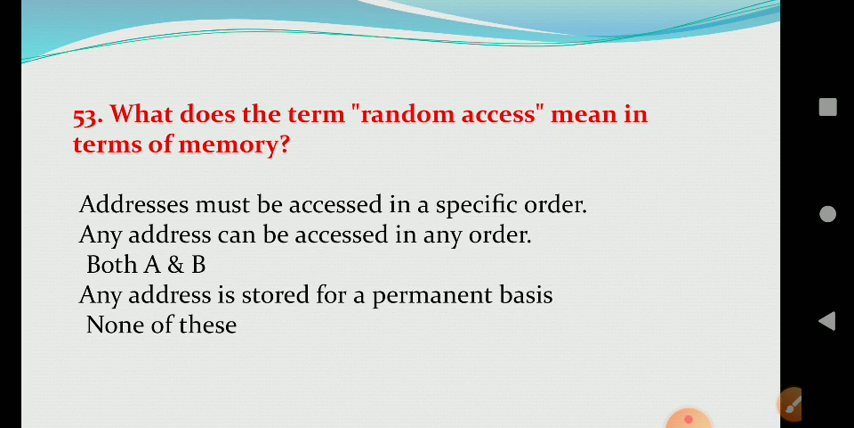 53. What does the term "random access" mean in
terms of memory?
Addresses must be accessed in a specific order.
Any address can be accessed in any order.
Both A & B
Any address is stored for a permanent basis
None of these